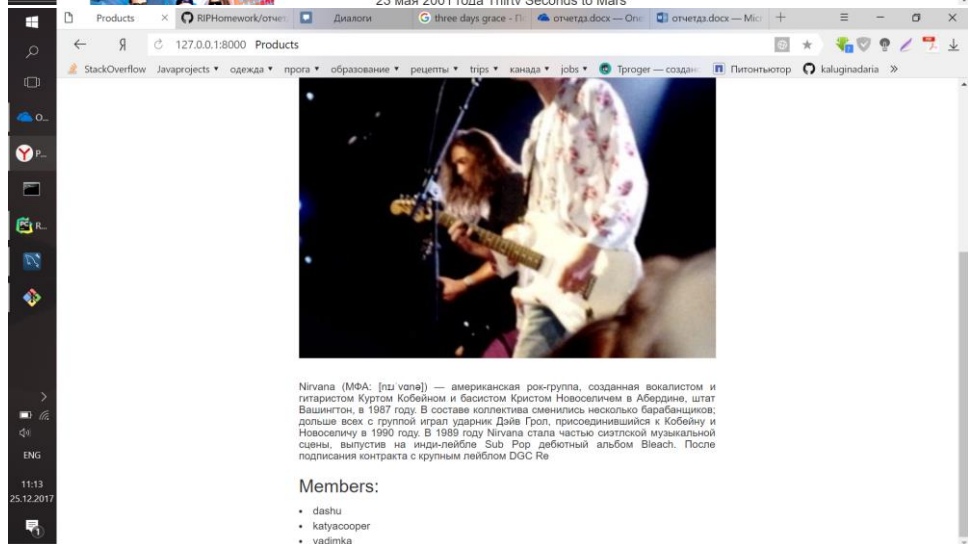 23 мая 2001 года Thirty Seconds to Mars
Products
RIPHomework/отчет
Диалоги
three days grace - По
отчетдз.docx — One
отчетдз.docx — Micr
Я
127.0.0.1:8000 Products
StackOverflow Javaprojects одежда прога образование рецепты trips канада jobs Tproger — создан Питонтьютор kaluginadaria »
O...
P...
R...
Nirvana (МФА: [nɪɹˈvɑnə]) — американская рок-группа, созданная вокалистом и
гитаристом Куртом Кобейном и басистом Кристом Новоселичем в Абердине, штат
Вашингтон, в 1987 году. В составе коллектива сменились несколько барабанщиков;
дольше всех с группой играл ударник Дэйв Грол, присоединившийся к Кобейну и
Новоселичу в 1990 году. В 1989 году Nirvana стала частью сиэтлской музыкальной
сцены, выпустив на инди-лейбле Sub Pop дебютный альбом Bleach. После
подписания контракта с крупным лейблом DGC Re
Members:
• dashu
• katyacooper
• vadimka
ENG
11:13
25.12.2017
1